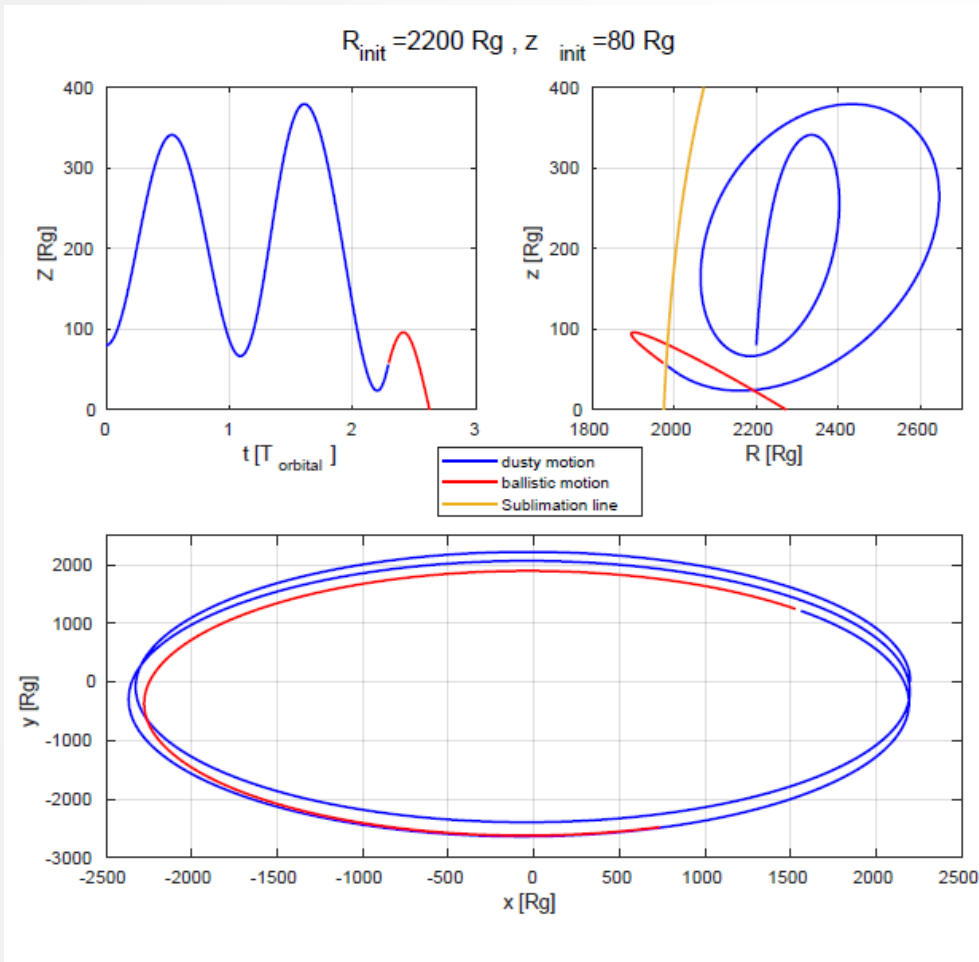 R_init =2200 Rg , z init =80 Rg
400
300
200
100
0
Z [Rg]
0 1 2 3
t [T_orbital ]
400
300
200
100
0
z [Rg]
1800 2000 2200 2400 2600
R [Rg]
dusty motion
ballistic motion
Sublimation line
2000
1000
0
-1000
-2000
-3000
y [Rg]
-2500 -2000 -1500 -1000 -500 0 500 1000 1500 2000 2500
x [Rg]